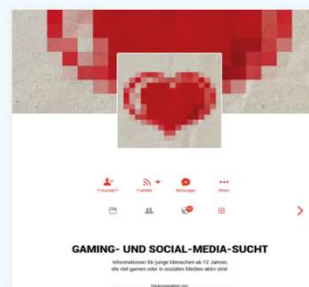 Freunde?
Message
More
GAMING- UND SOCIAL-MEDIA-SUCHT
Informationen für junge Menschen ab 12 Jahren,
die viel gamen oder in sozialen Medien aktiv sind